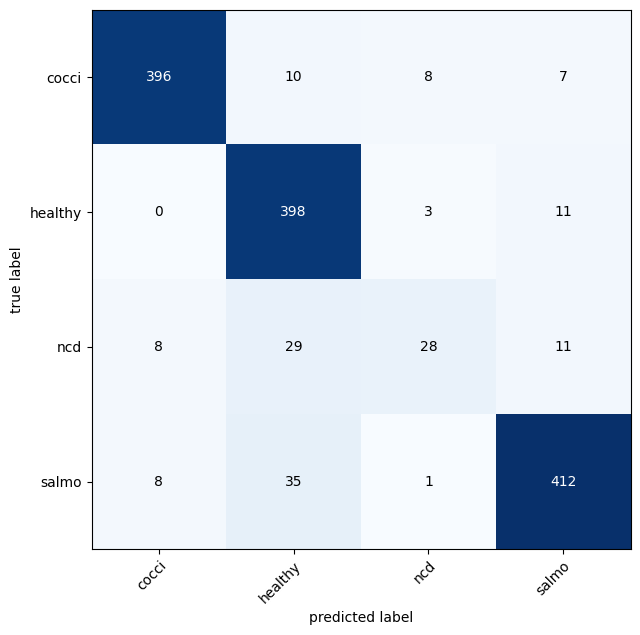 cocci 396 10 8 7
healthy 0 398 3 11
ncd 8 29 28 11
salmo 8 35 1 412
true label
cocci healthy ncd salmo
predicted label